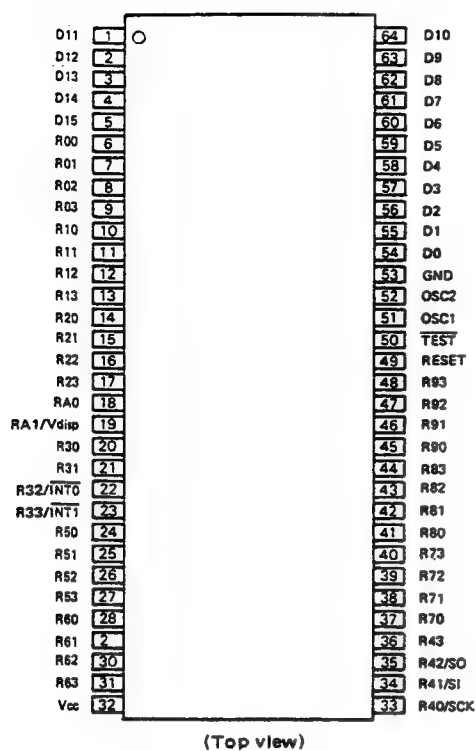 D11 1 64 D10
D12 2 63 D9
D13 3 62 D8
D14 4 61 D7
D15 5 60 D6
R00 6 59 D5
R01 7 58 D4
R02 8 57 D3
R03 9 56 D2
R10 10 55 D1
R11 11 54 D0
R12 12 53 GND
R13 13 52 OSC2
R20 14 51 OSC1
R21 15 50 TEST
R22 16 49 RESET
R23 17 48 R93
RA0 18 47 R92
RA1/Vdisp 19 46 R91
R30 20 45 R90
R31 21 44 R83
R32/INT0 22 43 R82
R33/INT1 23 42 R81
R50 24 41 R80
R51 25 40 R73
R52 26 39 R72
R53 27 38 R71
R60 28 37 R70
R61 2 36 R43
R62 30 35 R42/SO
R63 31 34 R41/SI
Vcc 32 33 R40/SCK
(Top view)